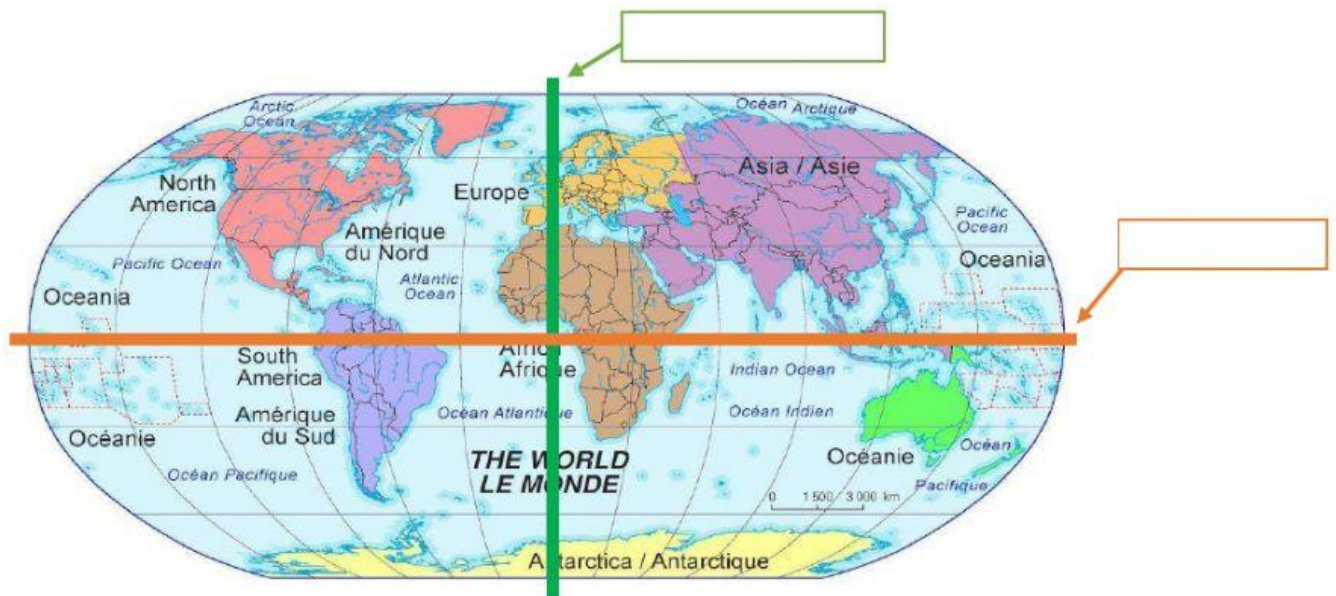 Arctic
Ocean
Océan Arctique
North
America
Europe
Asia / Asie
Amérique
du Nord
Pacific Ocean
Atlantic
Ocean
Pacific
Ocean
Oceania
Oceania
South
America
Africa
Afrique
Indian Ocean
Amérique
du Sud
Océan Atlantique
Océan Indien
Océanie
Océan Pacifique
THE WORLD
LE MONDE
Océanie
Océan
Pacifique
0 1 500 3 000 km
Antarctica / Antarctique